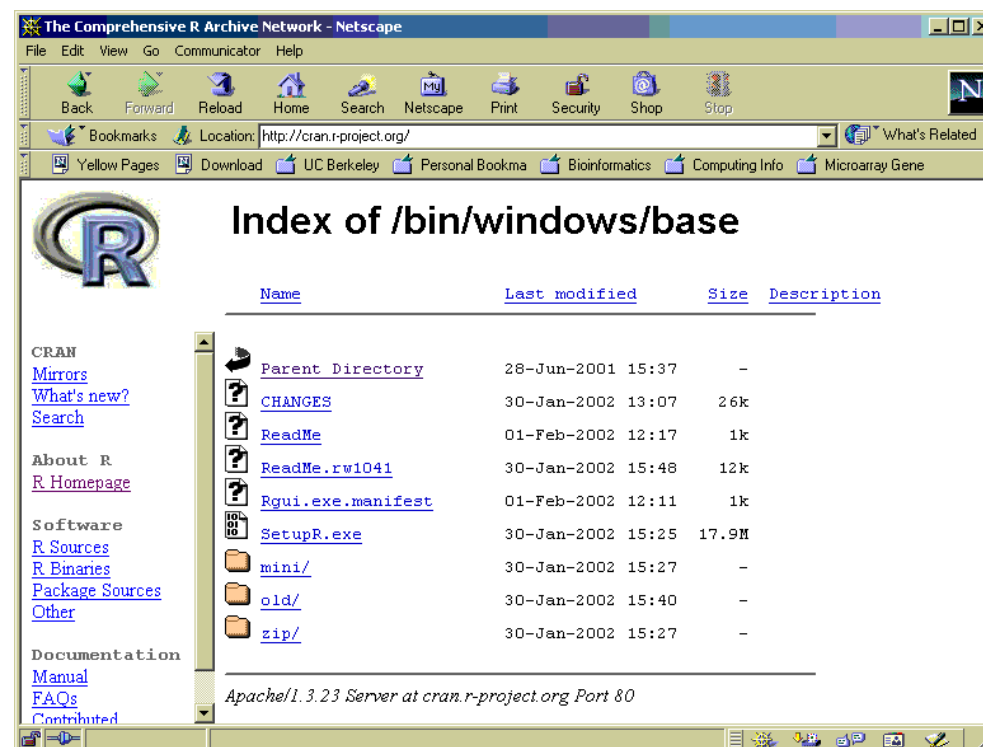 The Comprehensive R Archive Network - Netscape
File Edit View Go Communicator Help
Back Forward Reload Home Search Netscape Print Security Shop Stop
My
N
Bookmarks Location: http://cran.r-project.org/ What's Related
Yellow Pages Download UC Berkeley Personal Bookma Bioinformatics Computing Info Microarray Gene
R
Index of /bin/windows/base
Name Last modified Size Description
Parent Directory 28-Jun-2001 15:37 -
CHANGES 30-Jan-2002 13:07 26k
ReadMe 01-Feb-2002 12:17 1k
ReadMe.rw1041 30-Jan-2002 15:48 12k
Rgui.exe.manifest 01-Feb-2002 12:11 1k
SetupR.exe 30-Jan-2002 15:25 17.9M
mini/ 30-Jan-2002 15:27 -
old/ 30-Jan-2002 15:40 -
zip/ 30-Jan-2002 15:27 -
Apache/1.3.23 Server at cran.r-project.org Port 80
CRAN
Mirrors
What's new?
Search
About R
R Homepage
Software
R Sources
R Binaries
Package Sources
Other
Documentation
Manual
FAQs
Contributed